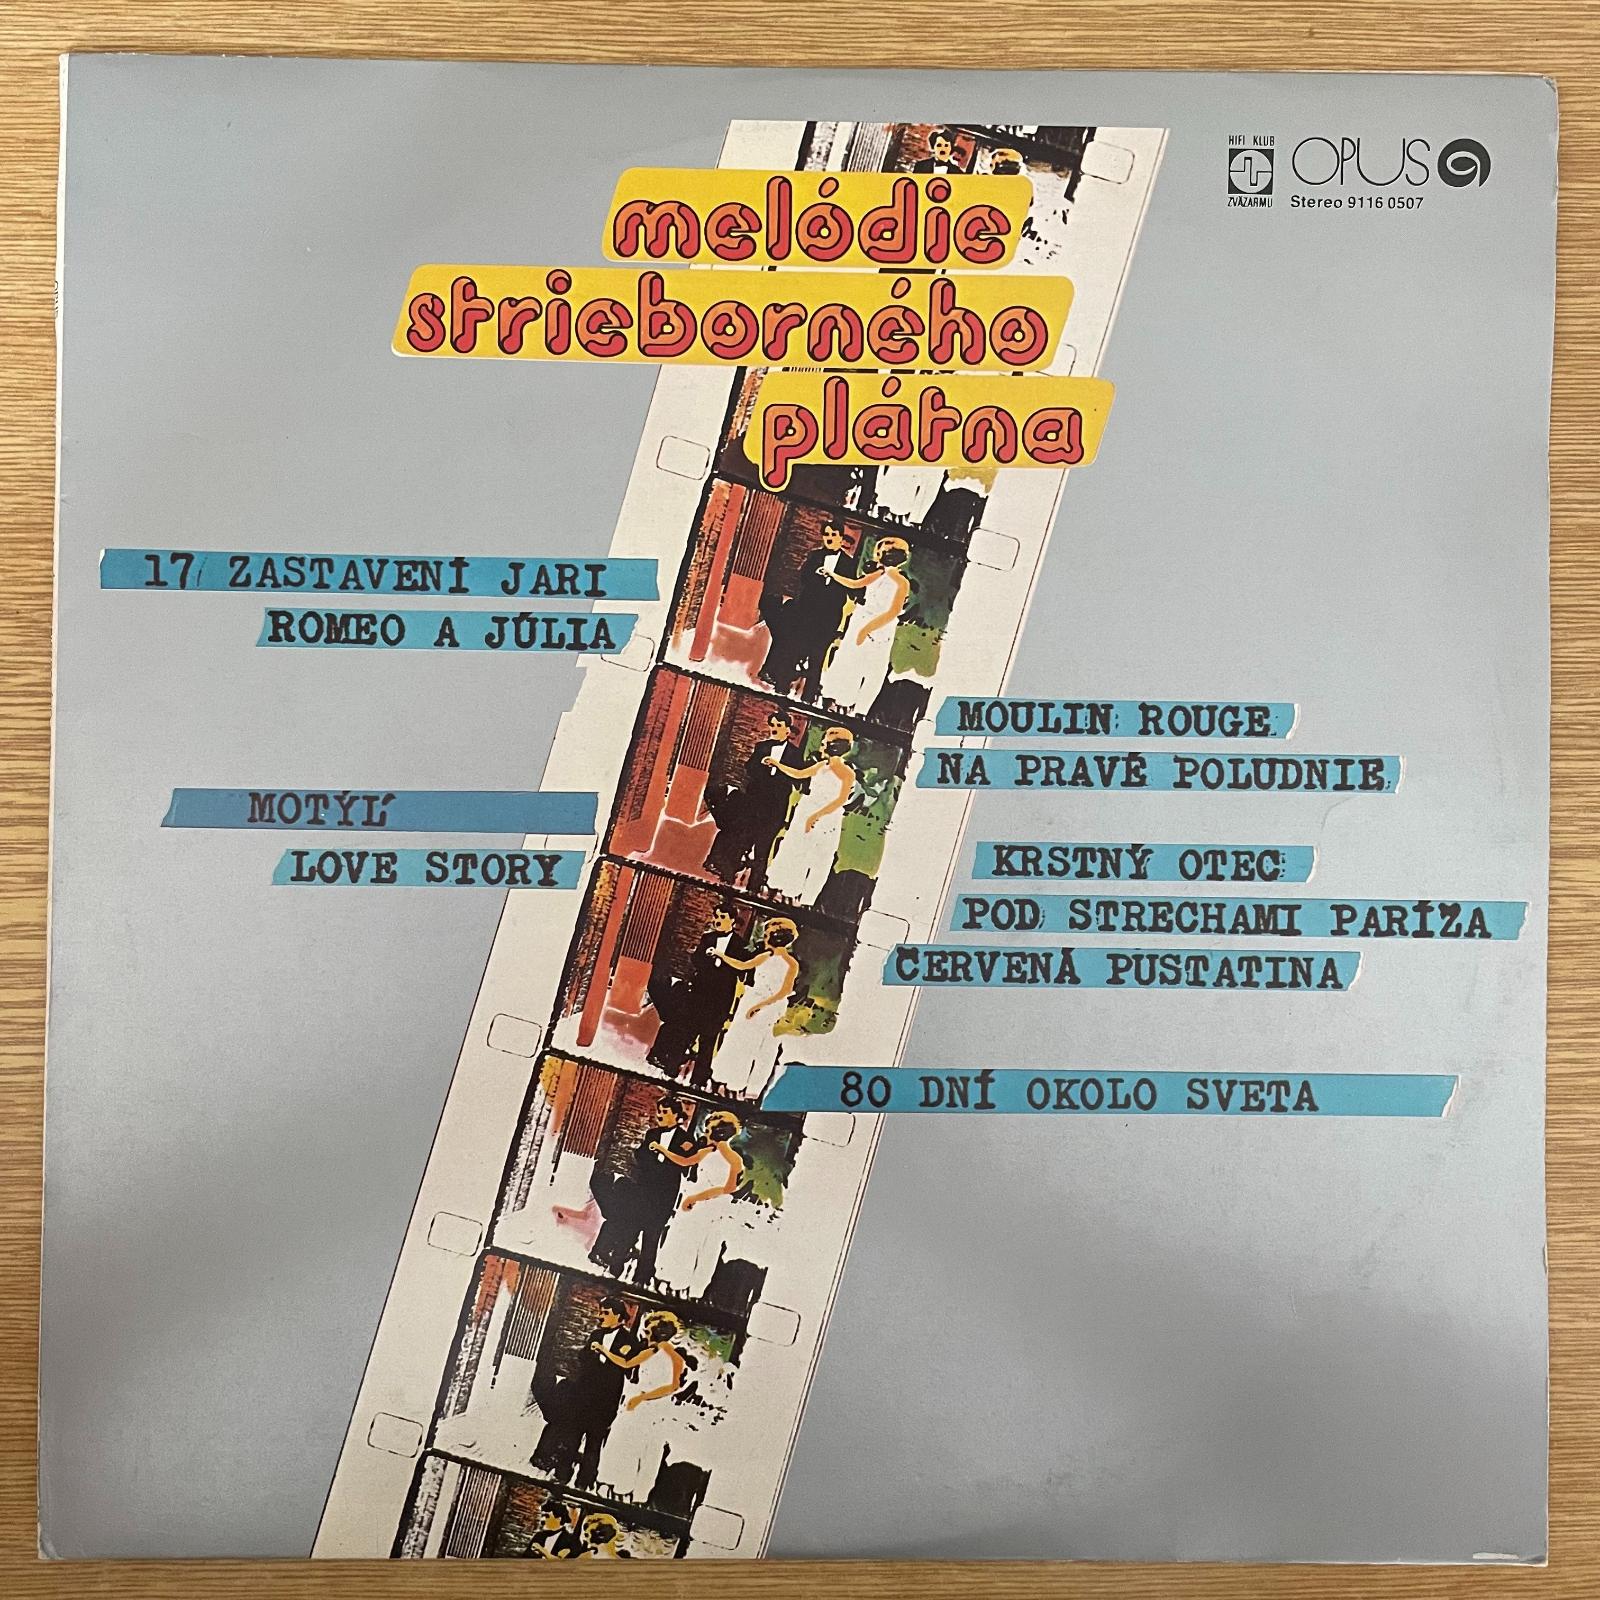 HIFI KLUB
ZVÄZARMU
OPUS
Stereo 9116 0507
melódie
strieborného
plátna
17 ZASTAVENÍ JARI
ROMEO A JÚLIA
MOULIN ROUGE
NA PRAVÉ POLUDNIE
MOTÝĽ
LOVE STORY
KRSTNÝ OTEC
POD STRECHAMI PARÍŽA
ČERVENÁ PUSTATINA
80 DNÍ OKOLO SVETA